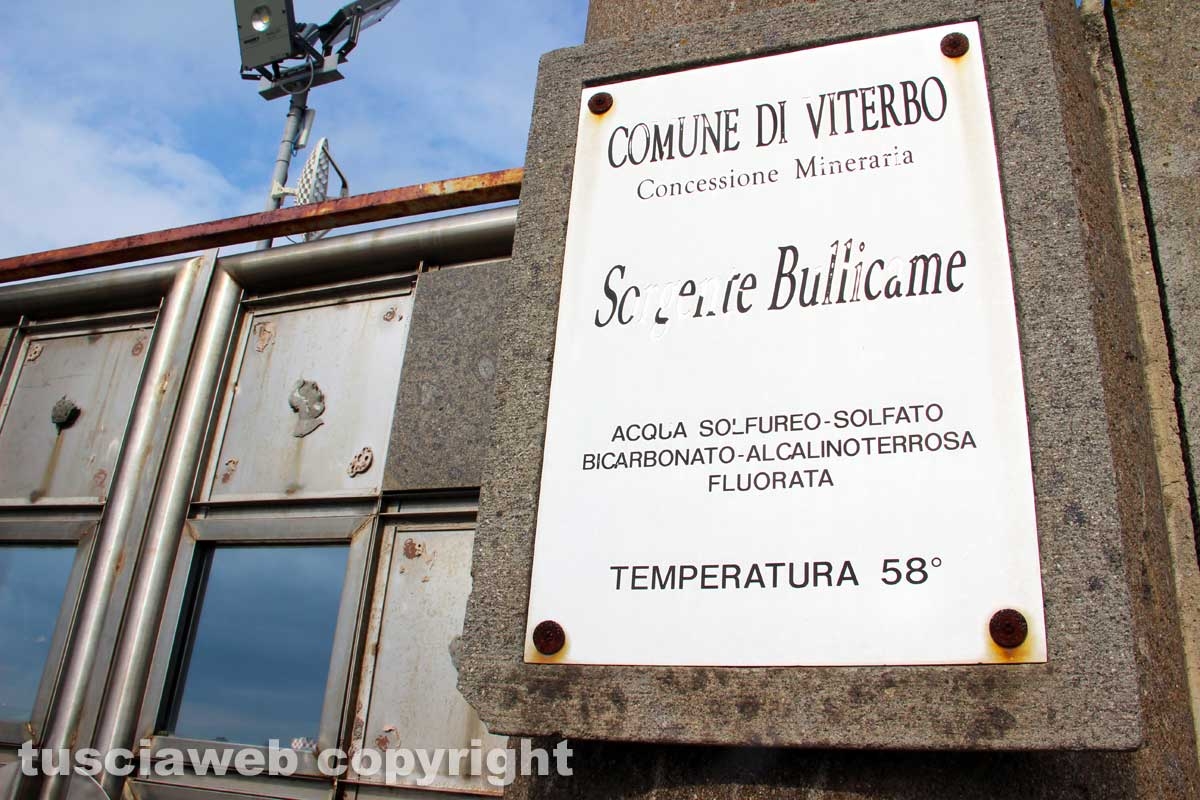 COMUNE DI VITERBO
Concessione Mineraria
Sorgente Bullicame
ACQUA SOLFUREO-SOLFATO
BICARBONATO-ALCALINOTERROSA
FLUORATA
TEMPERATURA 58°
tusciaweb copyright